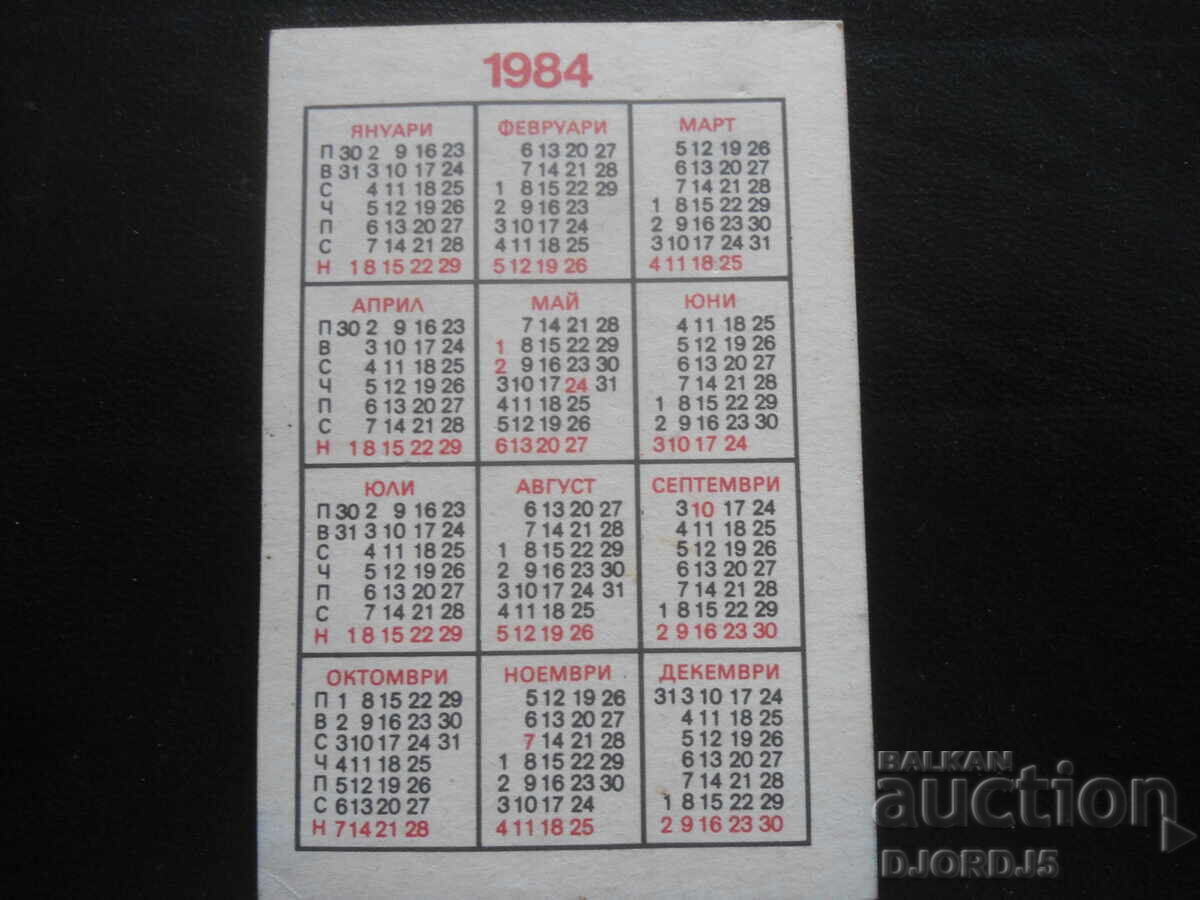 1984
ЯНУАРИ ФЕВРУАРИ МАРТ
П 30 2 9 16 23 6 13 20 27 5 12 19 26
В 31 3 10 17 24 7 14 21 28 6 13 20 27
С 4 11 18 25 1 8 15 22 29 7 14 21 28
Ч 5 12 19 26 2 9 16 23 1 8 15 22 29
П 6 13 20 27 3 10 17 24 2 9 16 23 30
С 7 14 21 28 4 11 18 25 3 10 17 24 31
Н 1 8 15 22 29 5 12 19 26 4 11 18 25
АПРИЛ МАЙ ЮНИ
П 30 2 9 16 23 7 14 21 28 4 11 18 25
В 3 10 17 24 1 8 15 22 29 5 12 19 26
С 4 11 18 25 2 9 16 23 30 6 13 20 27
Ч 5 12 19 26 3 10 17 24 31 7 14 21 28
П 6 13 20 27 4 11 18 25 1 8 15 22 29
С 7 14 21 28 5 12 19 26 2 9 16 23 30
Н 1 8 15 22 29 6 13 20 27 3 10 17 24
ЮЛИ АВГУСТ СЕПТЕМВРИ
П 30 2 9 16 23 6 13 20 27 3 10 17 24
В 31 3 10 17 24 7 14 21 28 4 11 18 25
С 4 11 18 25 1 8 15 22 29 5 12 19 26
Ч 5 12 19 26 2 9 16 23 30 6 13 20 27
П 6 13 20 27 3 10 17 24 31 7 14 21 28
С 7 14 21 28 4 11 18 25 1 8 15 22 29
Н 1 8 15 22 29 5 12 19 26 2 9 16 23 30
ОКТОМВРИ НОЕМВРИ ДЕКЕМВРИ
П 1 8 15 22 29 5 12 19 26 31 3 10 17 24
В 2 9 16 23 30 6 13 20 27 4 11 18 25
С 3 10 17 24 31 7 14 21 28 5 12 19 26
Ч 4 11 18 25 1 8 15 22 29 6 13 20 27
П 5 12 19 26 2 9 16 23 30 7 14 21 28
С 6 13 20 27 3 10 17 24 1 8 15 22 29
Н 7 14 21 28 4 11 18 25 2 9 16 23 30
BALKAN
auction
DJORDJ5